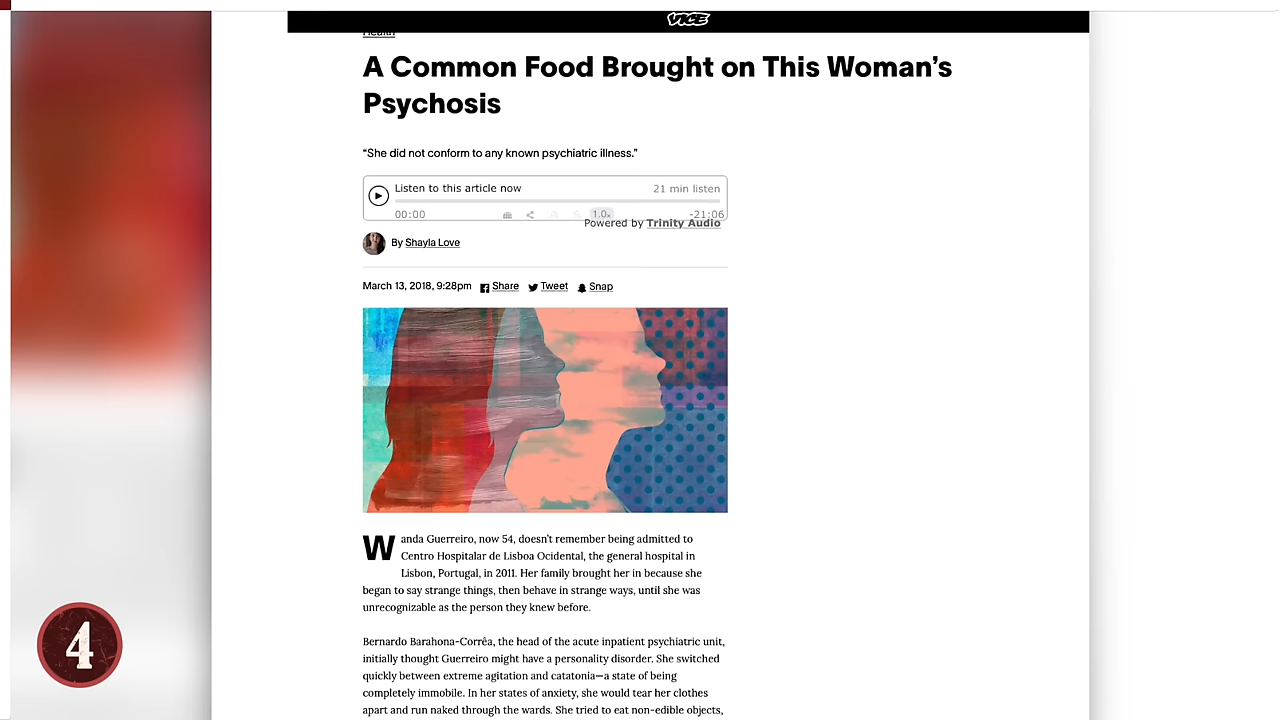 VICE
Health
A Common Food Brought on This Woman’s
Psychosis
“She did not conform to any known psychiatric illness.”
Listen to this article now
21 min listen
00:00
1.0x
-21:06
Powered by Trinity Audio
By Shayla Love
March 13, 2018, 9:28pm
Share
Tweet
Snap
Wanda Guerreiro, now 54, doesn’t remember being admitted to
Centro Hospitalar de Lisboa Ocidental, the general hospital in
Lisbon, Portugal, in 2011. Her family brought her in because she
began to say strange things, then behave in strange ways, until she was
unrecognizable as the person they knew before.
Bernardo Barahona-Corrêa, the head of the acute inpatient psychiatric unit,
initially thought Guerreiro might have a personality disorder. She switched
quickly between extreme agitation and catatonia—a state of being
completely immobile. In her states of anxiety, she would tear her clothes
apart and run naked through the wards. She tried to eat non-edible objects,
4